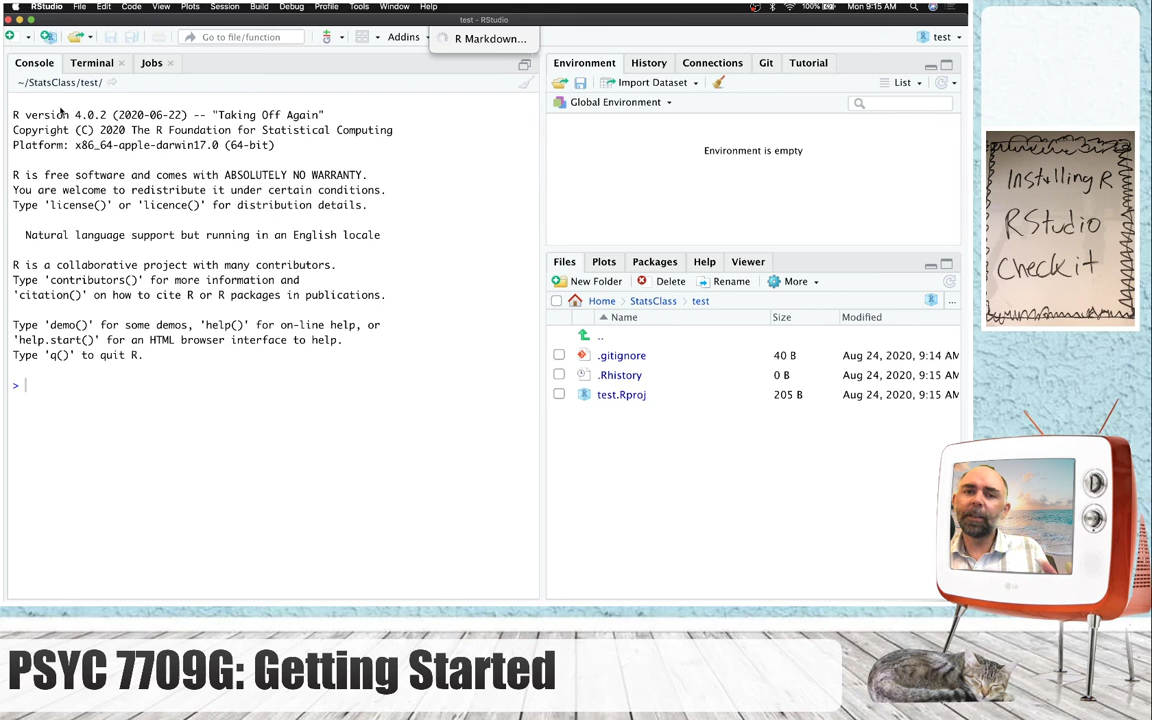 RStudio File Edit Code View Plots Session Build Debug Profile Tools Window Help 100% Mon 9:15 AM
test - RStudio
Go to file/function Addins R Markdown... test
Console Terminal Jobs
~/StatsClass/test/
R version 4.0.2 (2020-06-22) -- "Taking Off Again"
Copyright (C) 2020 The R Foundation for Statistical Computing
Platform: x86_64-apple-darwin17.0 (64-bit)
R is free software and comes with ABSOLUTELY NO WARRANTY.
You are welcome to redistribute it under certain conditions.
Type 'license()' or 'licence()' for distribution details.
Natural language support but running in an English locale
R is a collaborative project with many contributors.
Type 'contributors()' for more information and
'citation()' on how to cite R or R packages in publications.
Type 'demo()' for some demos, 'help()' for on-line help, or
'help.start()' for an HTML browser interface to help.
Type 'q()' to quit R.
>
Environment History Connections Git Tutorial
Import Dataset List
Global Environment
Environment is empty
Files Plots Packages Help Viewer
New Folder Delete Rename More
Home StatsClass test ...
Name Size Modified
..
.gitignore 40 B Aug 24, 2020, 9:14 AM
.Rhistory 0 B Aug 24, 2020, 9:15 AM
test.Rproj 205 B Aug 24, 2020, 9:15 AM
Installing R
RStudio
Check it
LG
PSYC 7709G: Getting Started